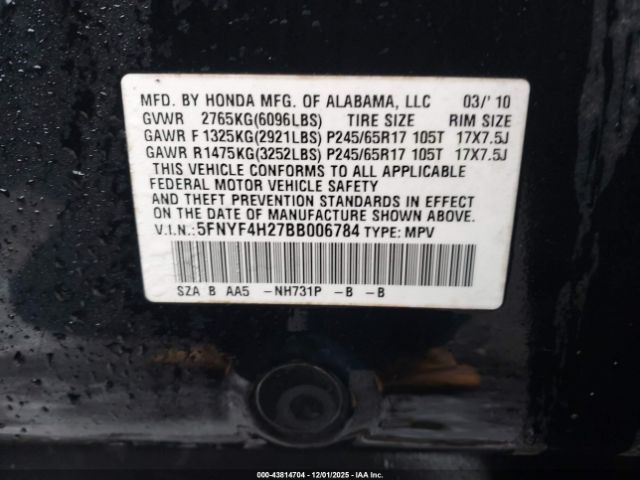 MFD. BY HONDA MFG. OF ALABAMA, LLC 03/'10
GVWR 2765KG(6096LBS) TIRE SIZE RIM SIZE
GAWR F1325KG(2921LBS) P245/65R17 105T 17X7.5J
GAWR R1475KG(3252LBS) P245/65R17 105T 17X7.5J
THIS VEHICLE CONFORMS TO ALL APPLICABLE
FEDERAL MOTOR VEHICLE SAFETY
AND THEFT PREVENTION STANDARDS IN EFFECT
ON THE DATE OF MANUFACTURE SHOWN ABOVE.
V.I.N.:5FNYF4H27BB006784 TYPE: MPV
SZA B AA5 -NH731P -B -B
000-43814704 - 12/01/2025 - IAA Inc.